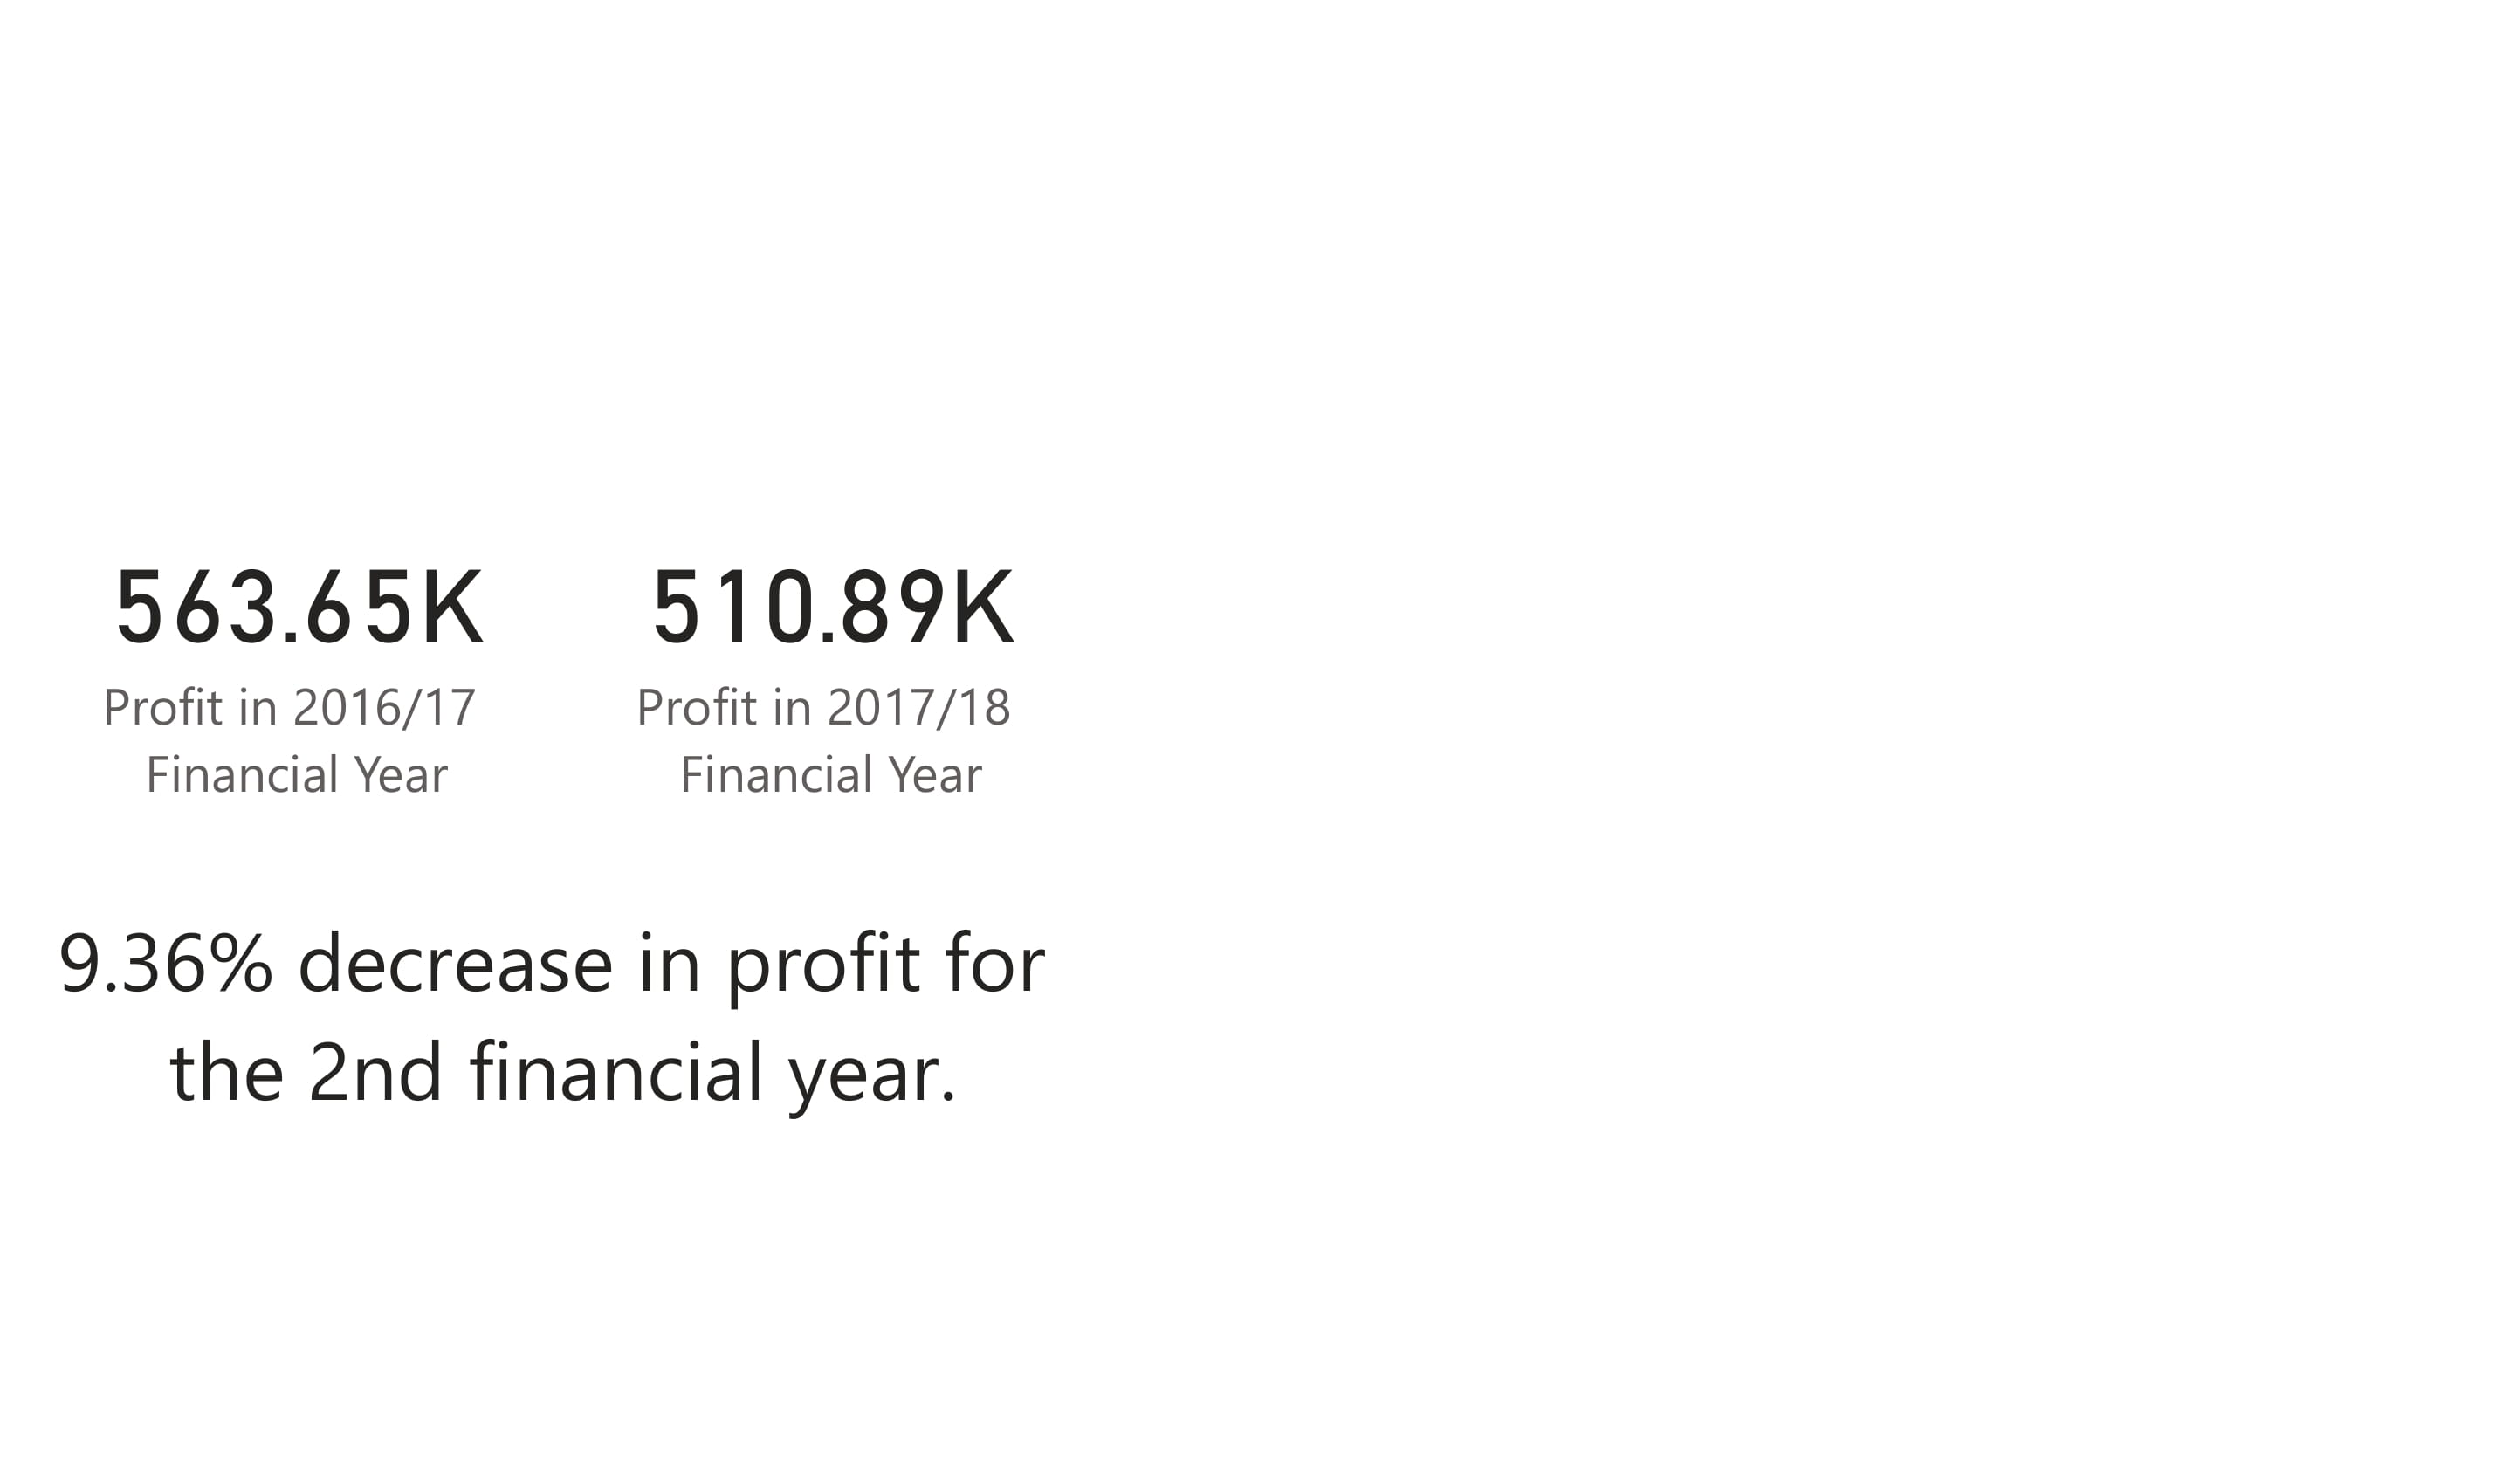 563.65K
Profit in 2016/17
Financial Year
510.89K
Profit in 2017/18
Financial Year
9.36% decrease in profit for
the 2nd financial year.